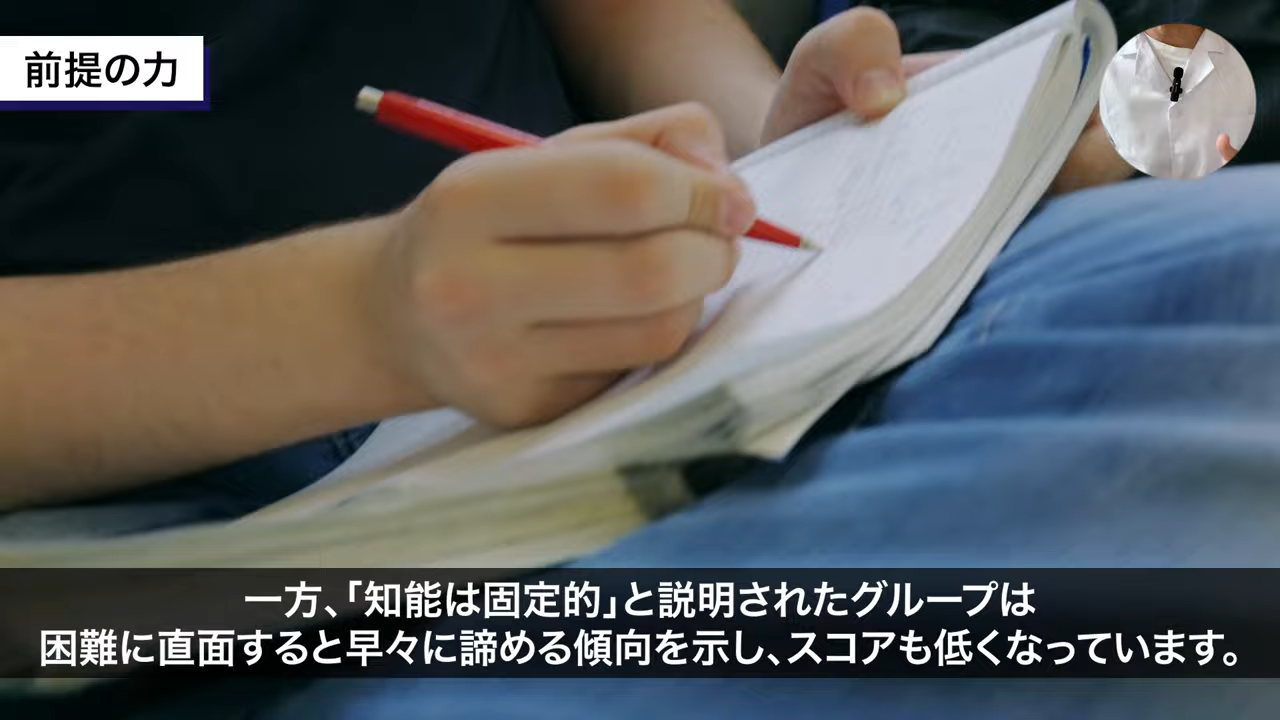 前提の力
一方、「知能は固定的」と説明されたグループは
困難に直面すると早々に諦める傾向を示し、スコアも低くなっています。